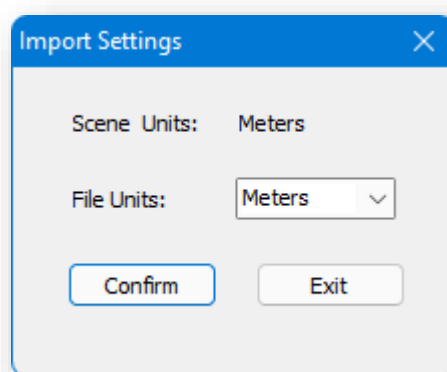 Import Settings
Scene Units: Meters
File Units: Meters
Confirm Exit